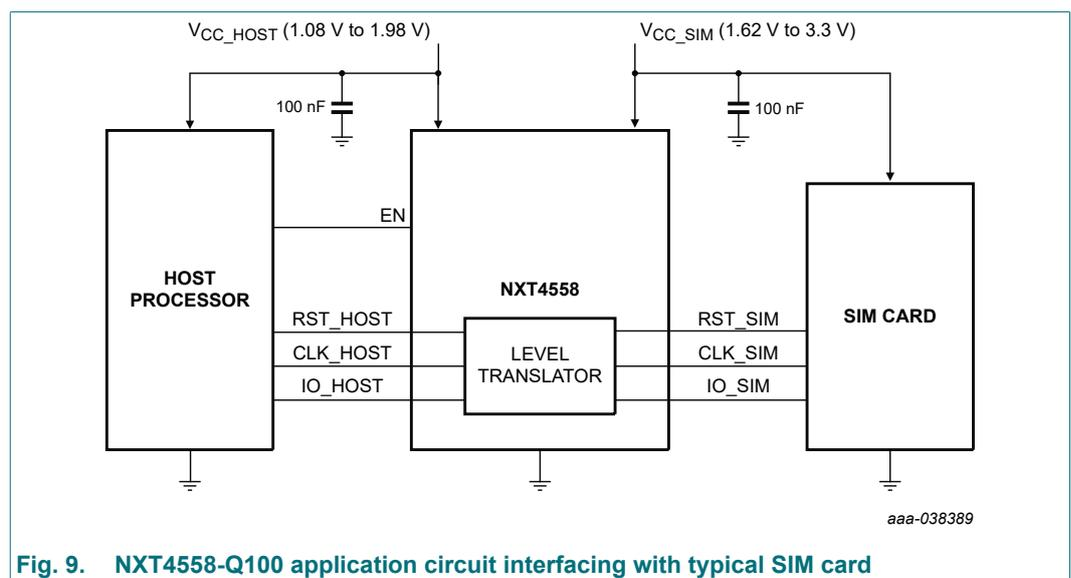 VCC_HOST (1.08 V to 1.98 V)
VCC_SIM (1.62 V to 3.3 V)
100 nF
100 nF
EN
HOST
PROCESSOR
NXT4558
SIM CARD
RST_HOST
CLK_HOST
IO_HOST
LEVEL
TRANSLATOR
RST_SIM
CLK_SIM
IO_SIM
aaa-038389
Fig. 9. NXT4558-Q100 application circuit interfacing with typical SIM card